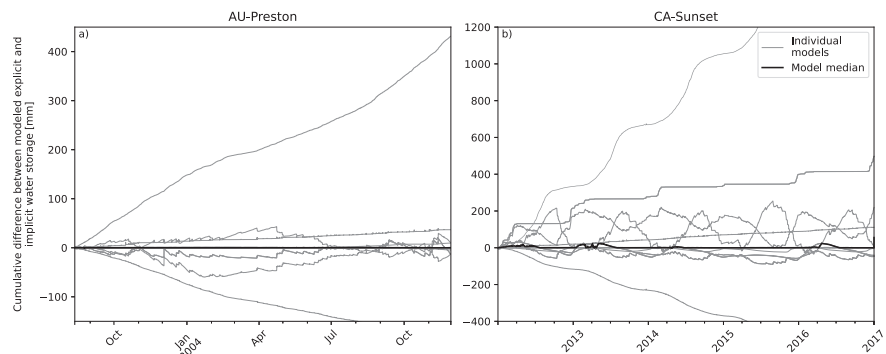 AU-Preston
CA-Sunset
Cumulative difference between modeled explicit and
implicit water storage [mm]
a)
400
300
200
100
0
−100
Oct
Jan
2004
Apr
Jul
Oct
b)
Individual
models
Model median
1200
1000
800
600
400
200
0
−200
−400
2013
2014
2015
2016
2017